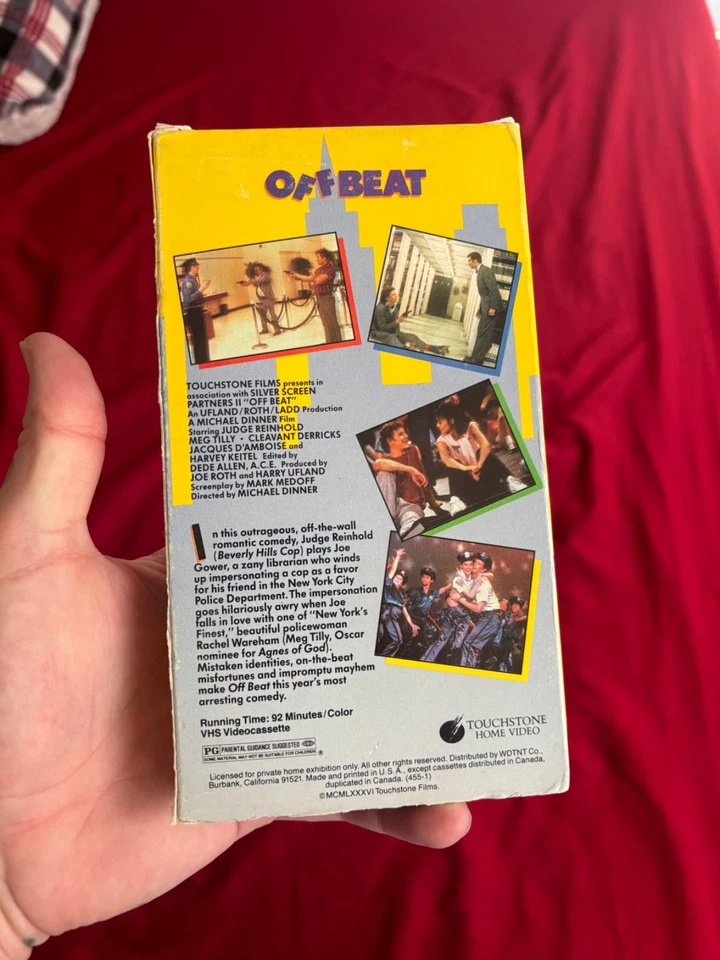 OFF BEAT
TOUCHSTONE FILMS presents in
association with SILVER SCREEN
PARTNERS II "OFF BEAT"
An UFLAND/ROTH/LADD Production
A MICHAEL DINNER Film
Starring JUDGE REINHOLD
MEG TILLY • CLEAVANT DERRICKS
JACQUES D'AMBOISE and
HARVEY KEITEL Edited by
DEDE ALLEN, A.C.E. Produced by
JOE ROTH and HARRY UFLAND
Screenplay by MARK MEDOFF
Directed by MICHAEL DINNER
In this outrageous, off-the-wall
romantic comedy, Judge Reinhold
(Beverly Hills Cop) plays Joe
Gower, a zany librarian who winds
up impersonating a cop as a favor
for his friend in the New York City
Police Department. The impersonation
goes hilariously awry when Joe
falls in love with one of "New York's
Finest," beautiful policewoman
Rachel Wareham (Meg Tilly, Oscar
nominee for Agnes of God).
Mistaken identities, on-the-beat
misfortunes and impromptu mayhem
make Off Beat this year's most
arresting comedy.
Running Time: 92 Minutes/Color
VHS Videocassette
PG PARENTAL GUIDANCE SUGGESTED
SOME MATERIAL MAY NOT BE SUITABLE FOR CHILDREN
®
TOUCHSTONE
HOME VIDEO
Licensed for private home exhibition only. All other rights reserved. Distributed by WDTNT Co.,
Burbank, California 91521. Made and printed in U.S.A., except cassettes distributed in Canada,
duplicated in Canada. (455-1)
©MCMLXXXVI Touchstone Films.